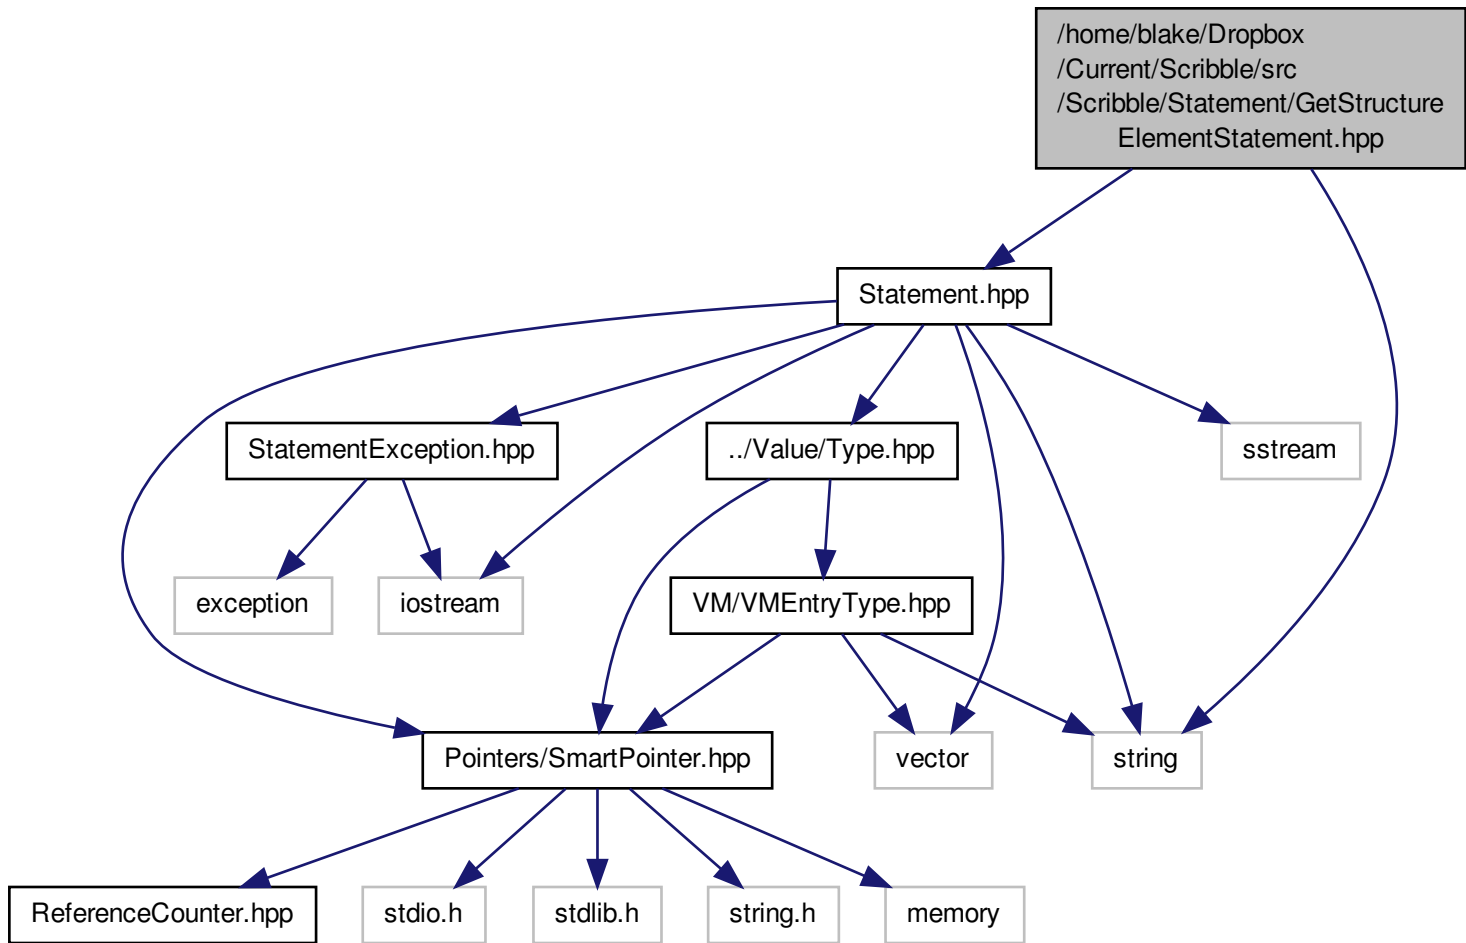 /home/blake/Dropbox
/Current/Scribble/src
/Scribble/Statement/GetStructure
ElementStatement.hpp
Statement.hpp
StatementException.hpp
../Value/Type.hpp
sstream
exception
iostream
VM/VMEntryType.hpp
Pointers/SmartPointer.hpp
vector
string
ReferenceCounter.hpp
stdio.h
stdlib.h
string.h
memory